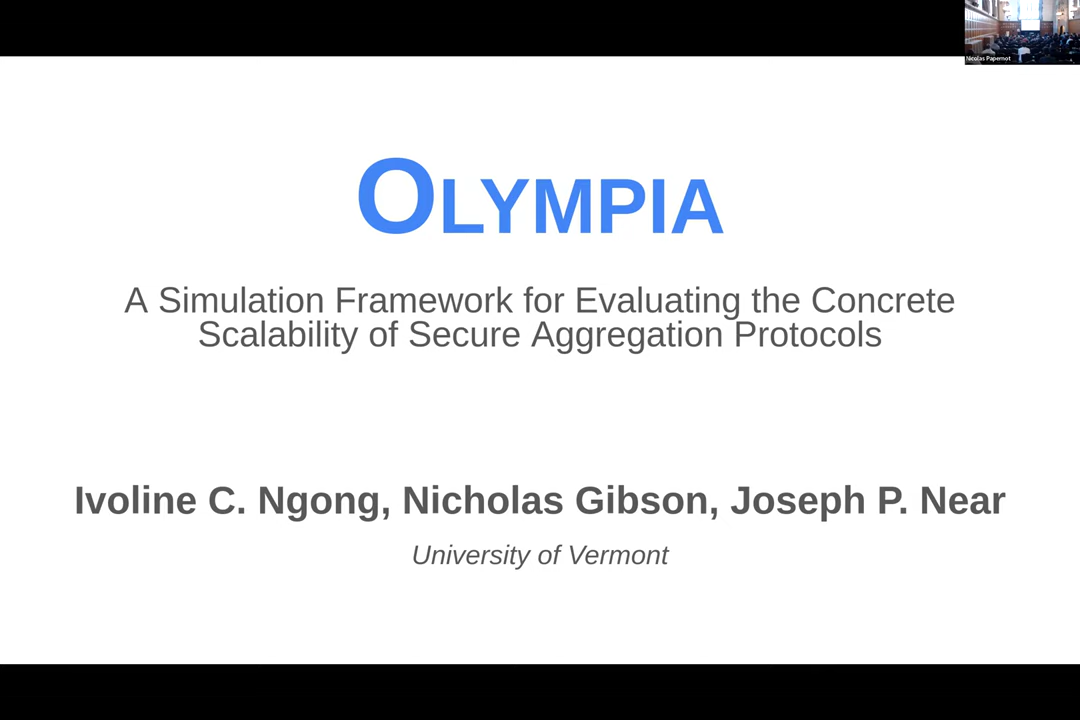 Nicolas Papernot
OLYMPIA
A Simulation Framework for Evaluating the Concrete
Scalability of Secure Aggregation Protocols
Ivoline C. Ngong, Nicholas Gibson, Joseph P. Near
University of Vermont